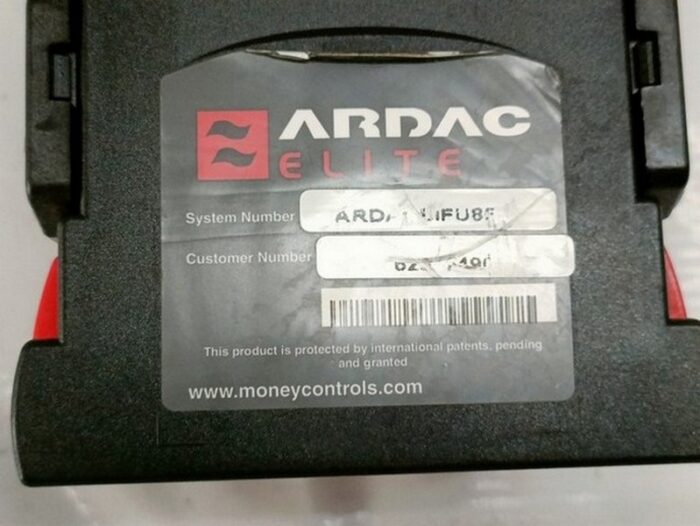 ARDAC
ELITE
System Number
Customer Number
This product is protected by international patents, pending
and granted
www.moneycontrols.com